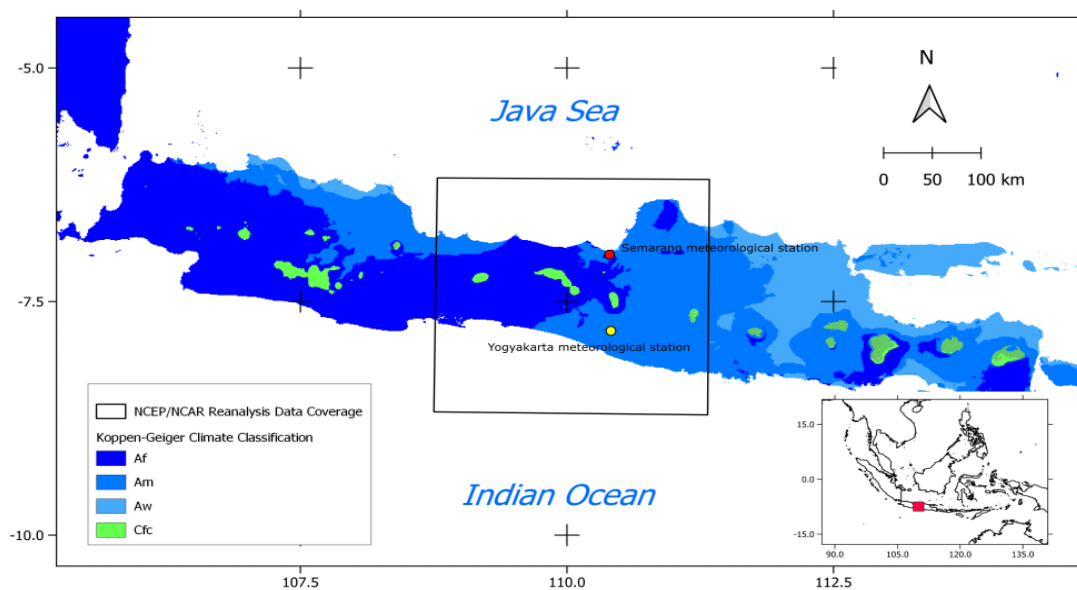 -5.0
-7.5
-10.0
107.5
110.0
112.5
Java Sea
N
0 50 100 km
Semarang meteorological station
Yogyakarta meteorological station
Indian Ocean
NCEP/NCAR Reanalysis Data Coverage
Koppen-Geiger Climate Classification
Af
Am
Aw
Cfc
15.0
0.0
-15.0
90.0
105.0
120.0
135.0